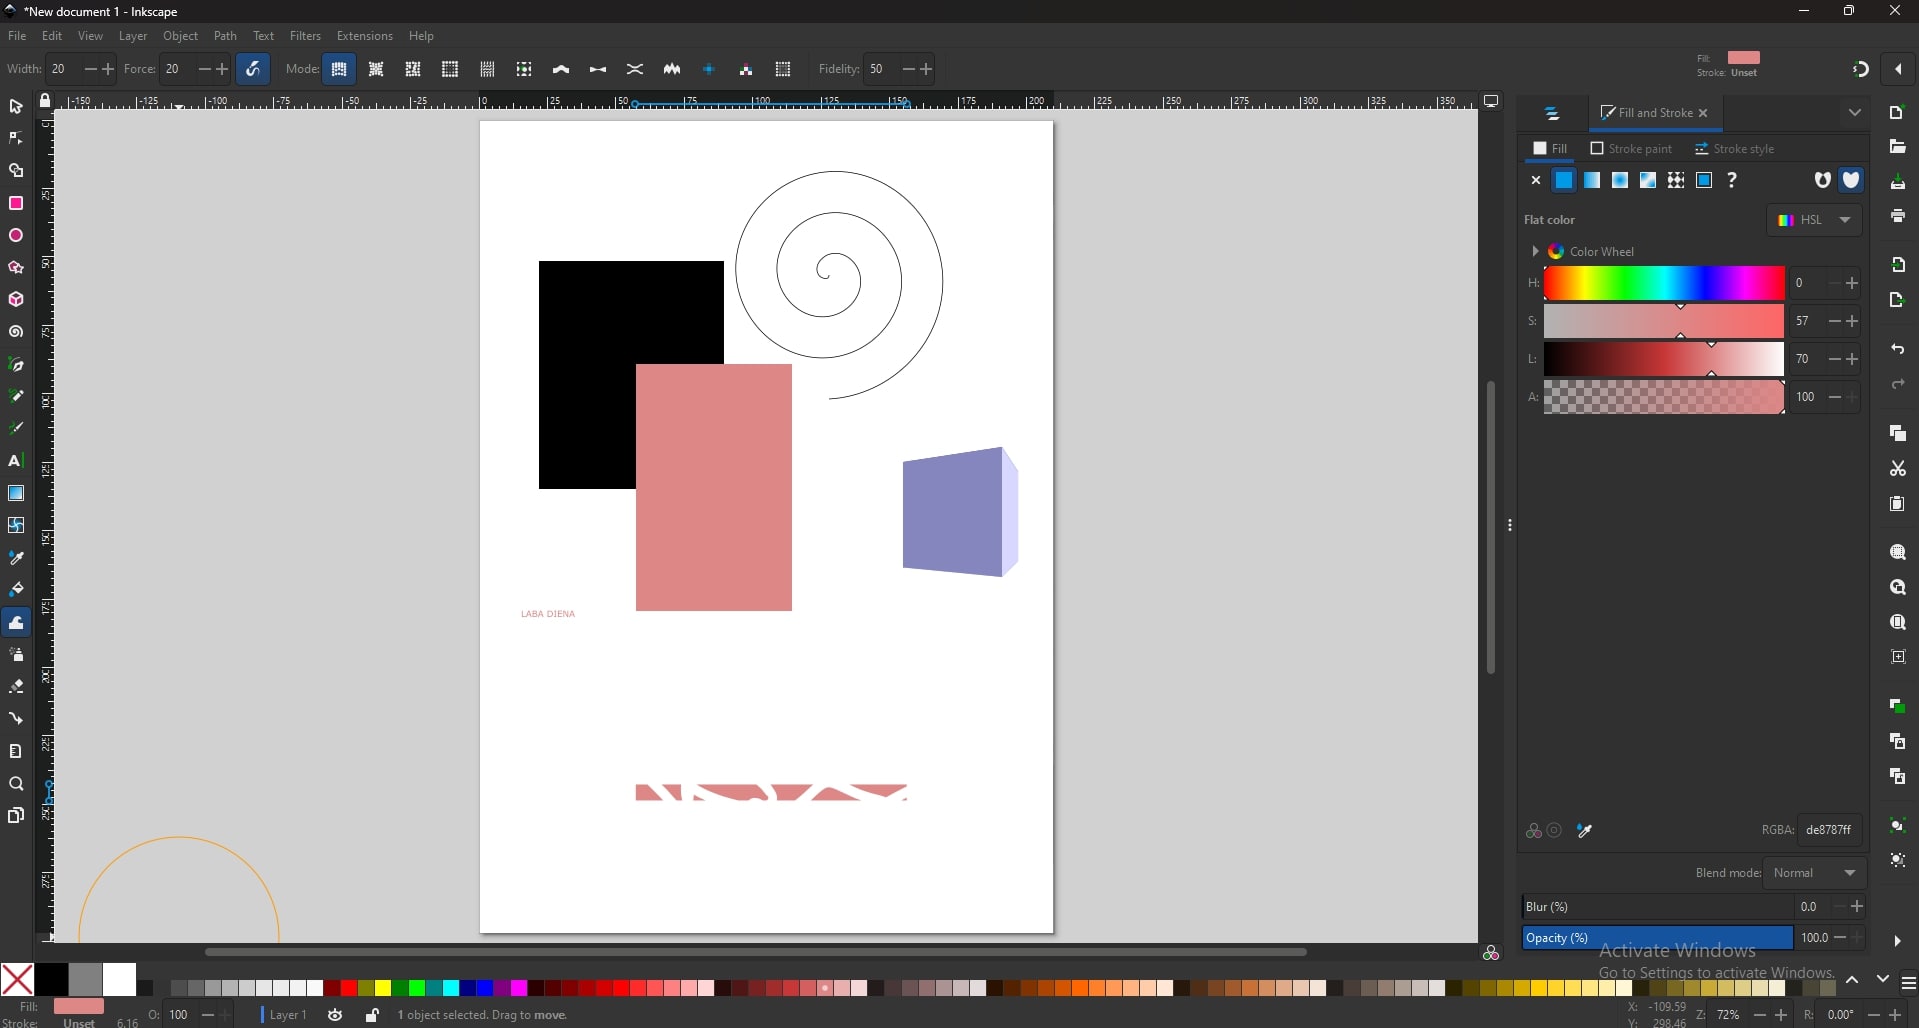 *New document 1 - Inkscape
File Edit View Layer Object Path Text Filters Extensions Help
Width: 20 Force: 20 Mode: Fidelity: 50 Fill: Stroke: Unset
-150 -125 -100 -75 -50 -25 0 25 50 75 100 125 150 175 200 225 250 275 300 325 350
Fill and Stroke
Fill Stroke paint Stroke style
Flat color HSL
Color Wheel
H: 0
S: 57
L: 70
A: 100
LABA DIENA
RGBA: de8787ff
Blend mode: Normal
Blur (%) 0.0
Opacity (%) 100.0
Activate Windows
Go to Settings to activate Windows.
Fill:
Stroke: Unset 6.16 O: 100 Layer 1 1 object selected. Drag to move.
X: -109.59
Y: 298.46 Z: 72% R: 0.00°